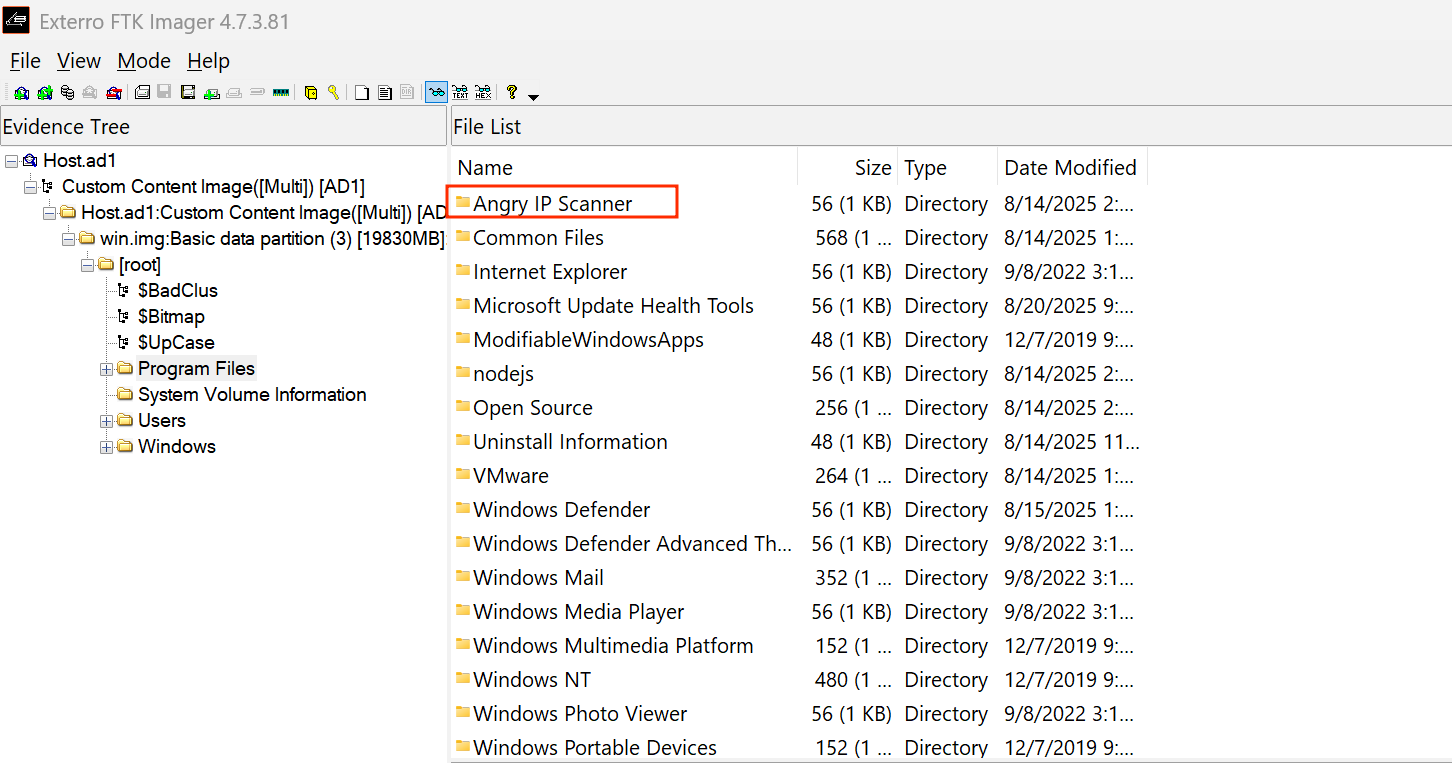 Exterro FTK Imager 4.7.3.81
File View Mode Help
Evidence Tree
Host.ad1
Custom Content Image([Multi]) [AD1]
Host.ad1:Custom Content Image([Multi]) [AD
win.img:Basic data partition (3) [19830MB]
[root]
$BadClus
$Bitmap
$UpCase
Program Files
System Volume Information
Users
Windows
File List
Name Size Type Date Modified
Angry IP Scanner 56 (1 KB) Directory 8/14/2025 2:...
Common Files 568 (1 ... Directory 8/14/2025 1:...
Internet Explorer 56 (1 KB) Directory 9/8/2022 3:1...
Microsoft Update Health Tools 56 (1 KB) Directory 8/20/2025 9:...
ModifiableWindowsApps 48 (1 KB) Directory 12/7/2019 9:...
nodejs 56 (1 KB) Directory 8/14/2025 2:...
Open Source 256 (1 ... Directory 8/14/2025 2:...
Uninstall Information 48 (1 KB) Directory 8/14/2025 11...
VMware 264 (1 ... Directory 8/14/2025 1:...
Windows Defender 56 (1 KB) Directory 8/15/2025 1:...
Windows Defender Advanced Th... 56 (1 KB) Directory 9/8/2022 3:1...
Windows Mail 352 (1 ... Directory 9/8/2022 3:1...
Windows Media Player 56 (1 KB) Directory 9/8/2022 3:1...
Windows Multimedia Platform 152 (1 ... Directory 12/7/2019 9:...
Windows NT 480 (1 ... Directory 12/7/2019 9:...
Windows Photo Viewer 56 (1 KB) Directory 9/8/2022 3:1...
Windows Portable Devices 152 (1 ... Directory 12/7/2019 9:...